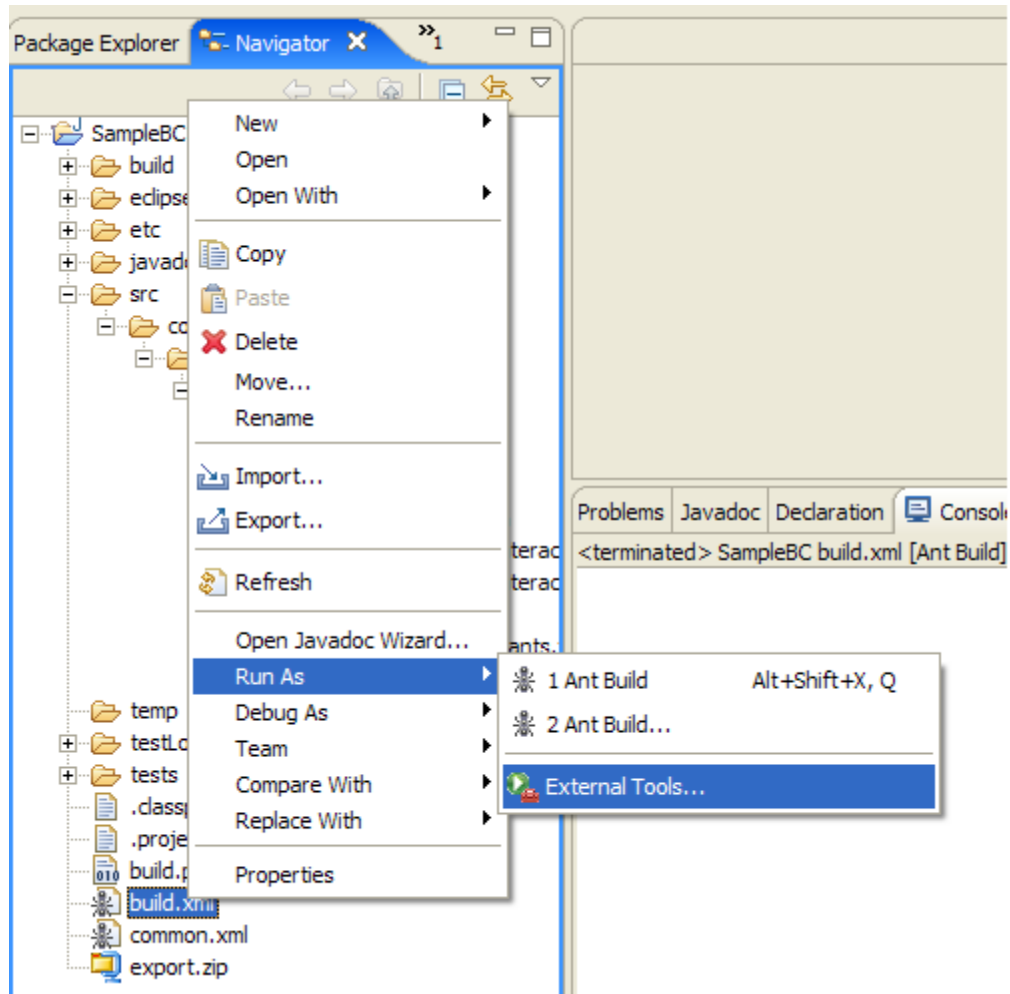 Package Explorer Navigator »1
SampleBC
build
eclipse
etc
javad
src
co
temp
testLo
tests
.classp
.proje
build.p
build.xml
common.xml
export.zip
New
Open
Open With
Copy
Paste
Delete
Move...
Rename
Import...
Export...
Refresh
Open Javadoc Wizard...
Run As
Debug As
Team
Compare With
Replace With
Properties
terac
terac
ants.
1 Ant Build Alt+Shift+X, Q
2 Ant Build...
External Tools...
Problems Javadoc Declaration Consol
<terminated> SampleBC build.xml [Ant Build]